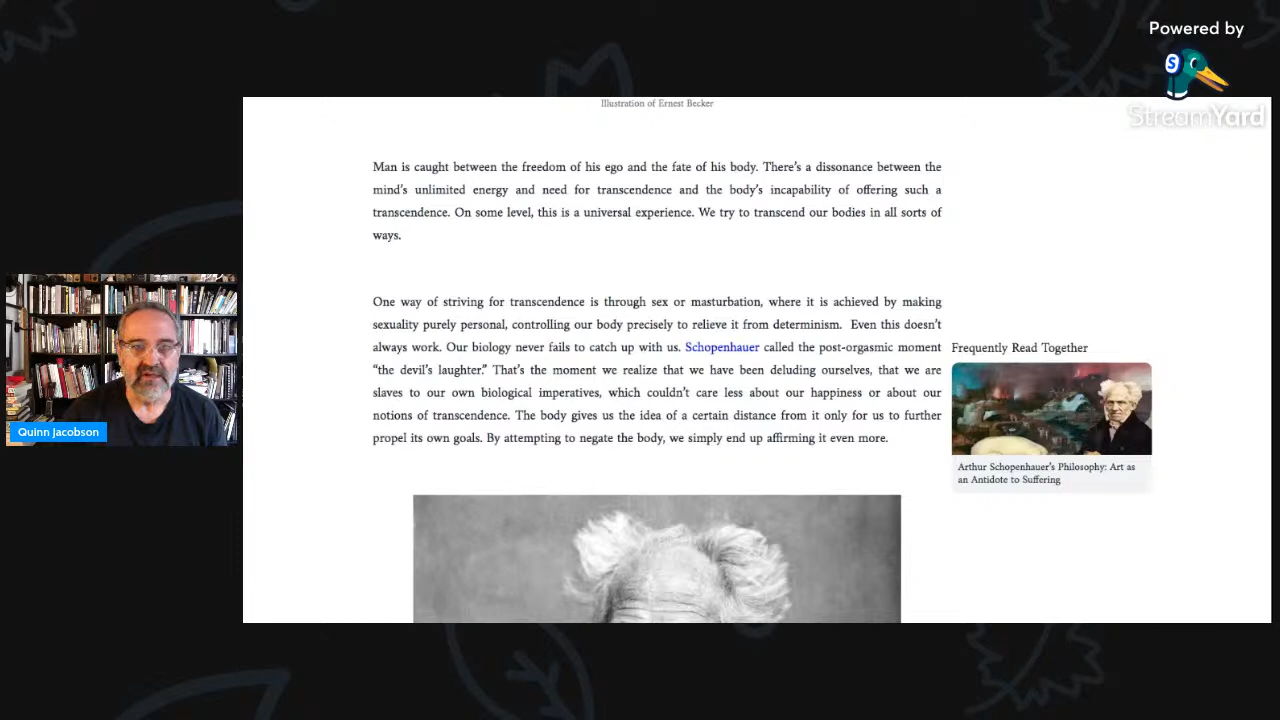 Powered by
S
StreamYard
Illustration of Ernest Becker
Man is caught between the freedom of his ego and the fate of his body. There's a dissonance between the
mind's unlimited energy and need for transcendence and the body's incapability of offering such a
transcendence. On some level, this is a universal experience. We try to transcend our bodies in all sorts of
ways.
One way of striving for transcendence is through sex or masturbation, where it is achieved by making
sexuality purely personal, controlling our body precisely to relieve it from determinism. Even this doesn't
always work. Our biology never fails to catch up with us. Schopenhauer called the post-orgasmic moment
“the devil's laughter.” That's the moment we realize that we have been deluding ourselves, that we are
slaves to our own biological imperatives, which couldn't care less about our happiness or about our
notions of transcendence. The body gives us the idea of a certain distance from it only for us to further
propel its own goals. By attempting to negate the body, we simply end up affirming it even more.
Frequently Read Together
Arthur Schopenhauer's Philosophy: Art as
an Antidote to Suffering
Quinn Jacobson